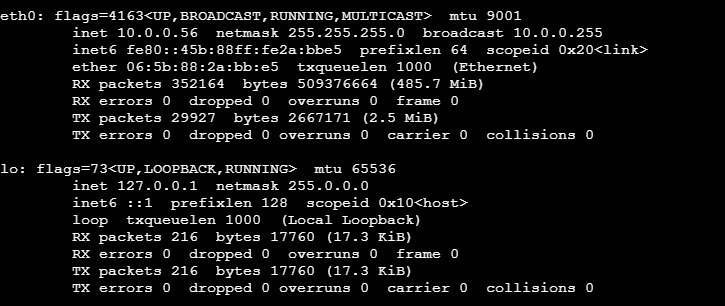 eth0: flags=4163<UP,BROADCAST,RUNNING,MULTICAST>  mtu 9001
        inet 10.0.0.56  netmask 255.255.255.0  broadcast 10.0.0.255
        inet6 fe80::45b:88ff:fe2a:bbe5  prefixlen 64  scopeid 0x20<link>
        ether 06:5b:88:2a:bb:e5  txqueuelen 1000  (Ethernet)
        RX packets 352164  bytes 509376664 (485.7 MiB)
        RX errors 0  dropped 0  overruns 0  frame 0
        TX packets 29927  bytes 2667171 (2.5 MiB)
        TX errors 0  dropped 0 overruns 0  carrier 0  collisions 0

lo: flags=73<UP,LOOPBACK,RUNNING>  mtu 65536
        inet 127.0.0.1  netmask 255.0.0.0
        inet6 ::1  prefixlen 128  scopeid 0x10<host>
        loop  txqueuelen 1000  (Local Loopback)
        RX packets 216  bytes 17760 (17.3 KiB)
        RX errors 0  dropped 0  overruns 0  frame 0
        TX packets 216  bytes 17760 (17.3 KiB)
        TX errors 0  dropped 0 overruns 0  carrier 0  collisions 0